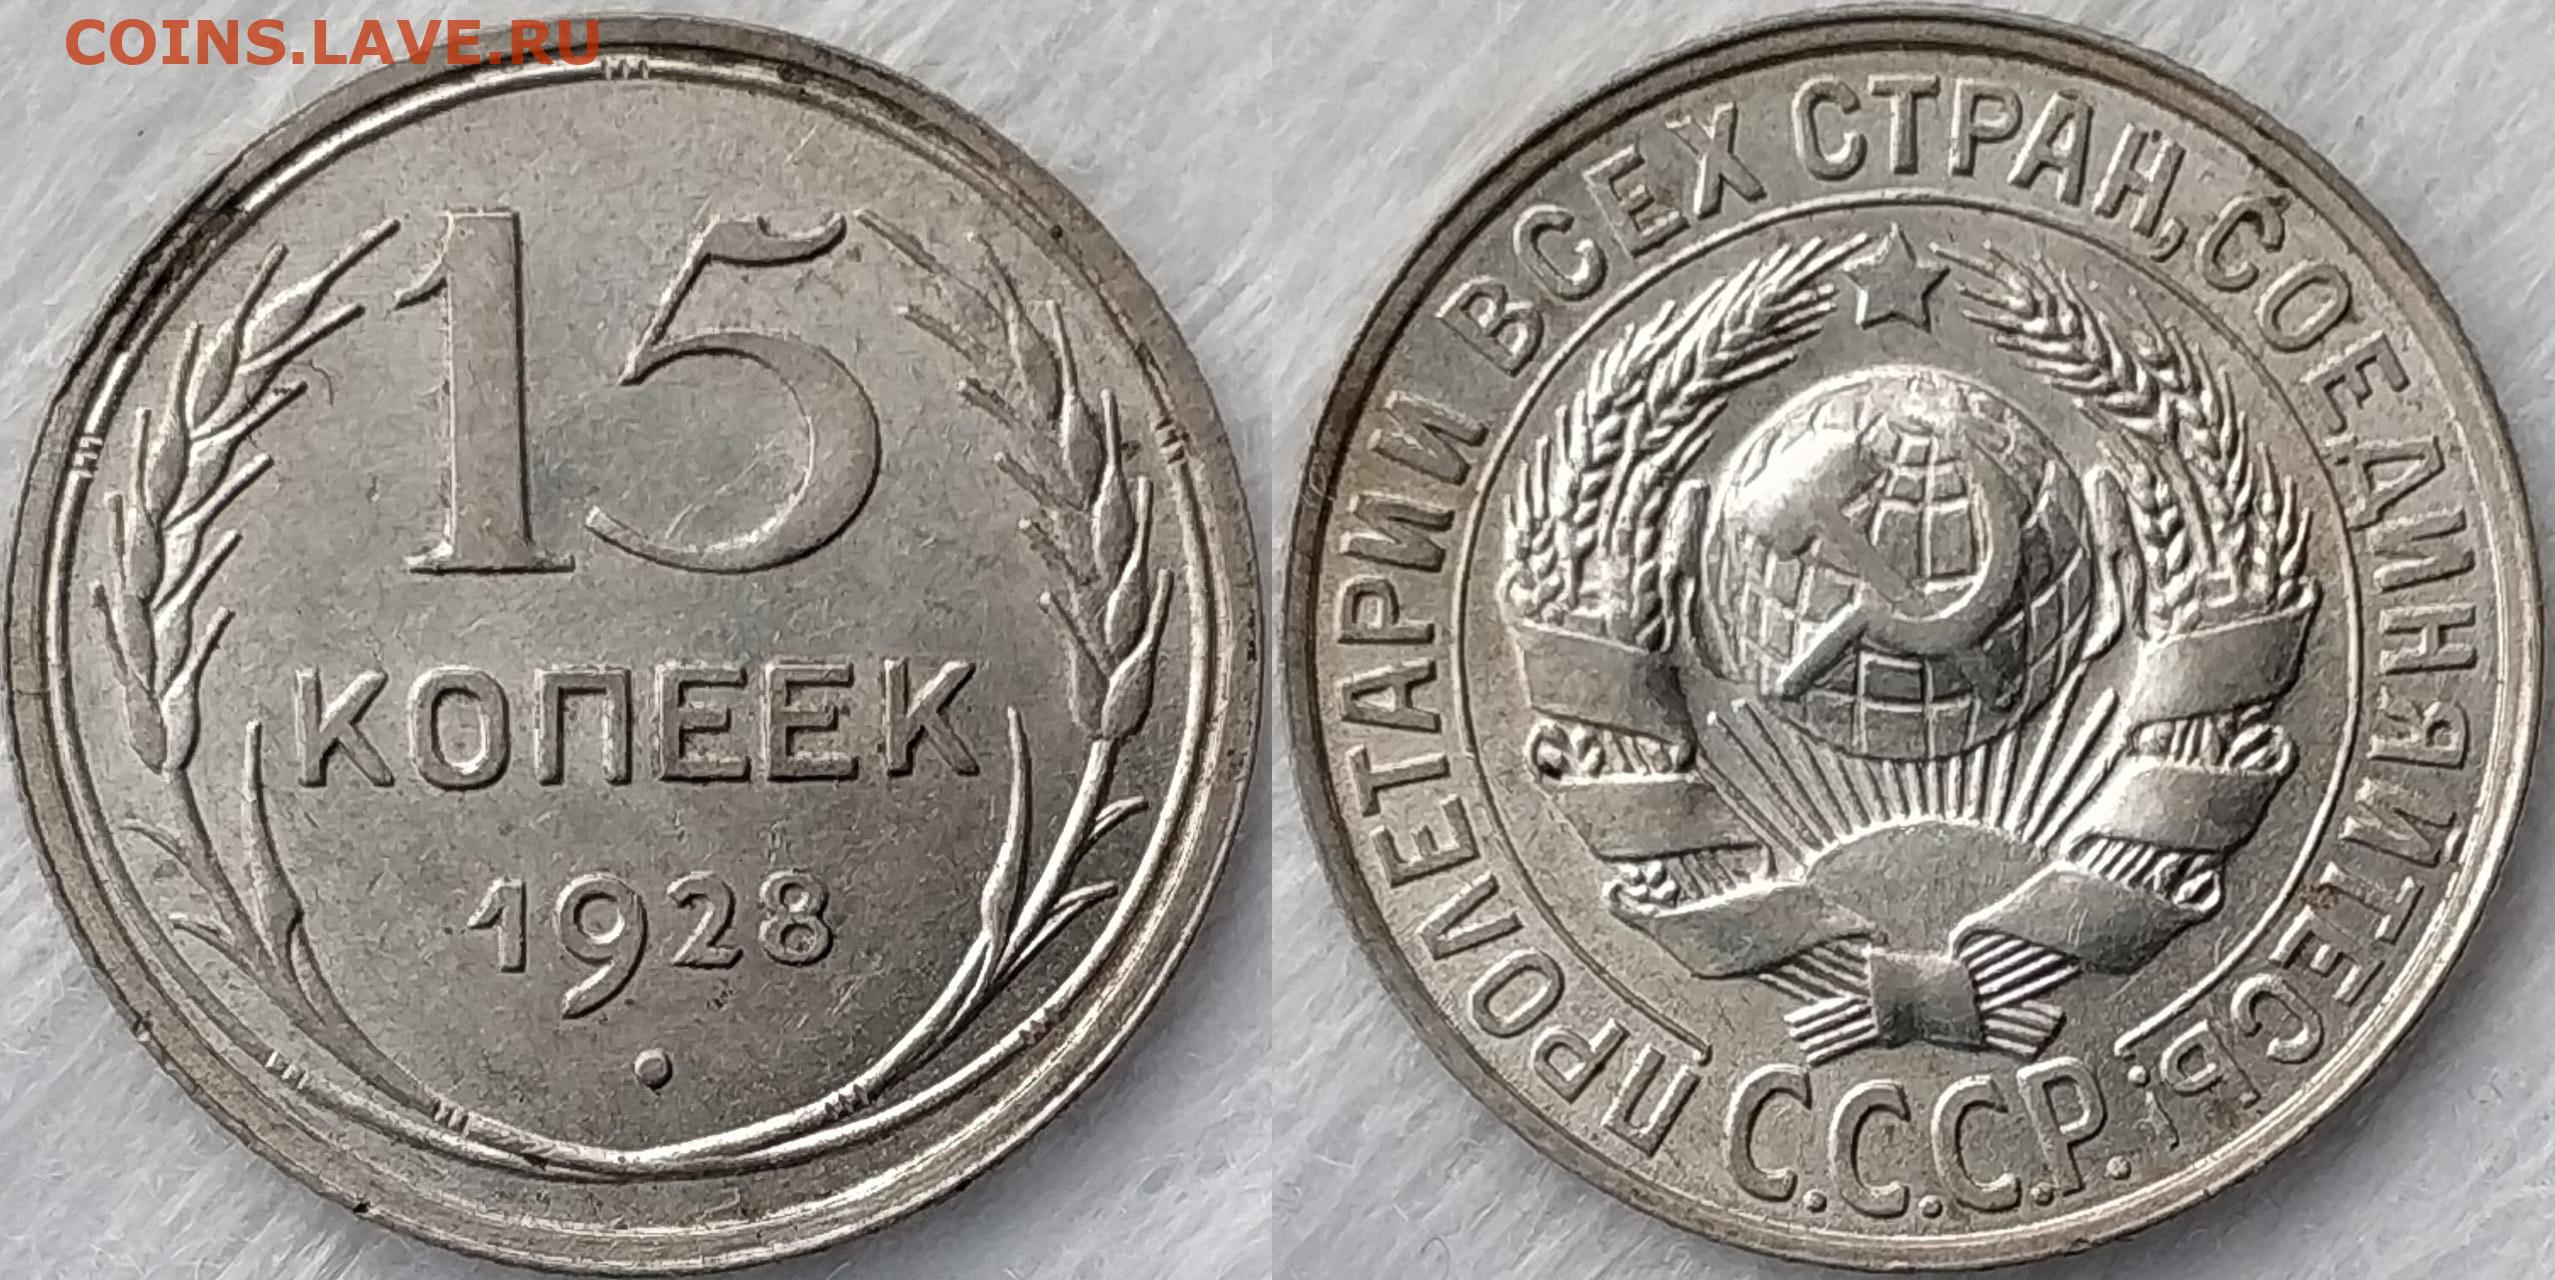 COINS.LAVE.RU
15
КОПЕЕК
1928
ПРОЛЕТАРИИ ВСЕХ СТРАН, СОЕДИНЯЙТЕСЬ!
С.С.С.Р.